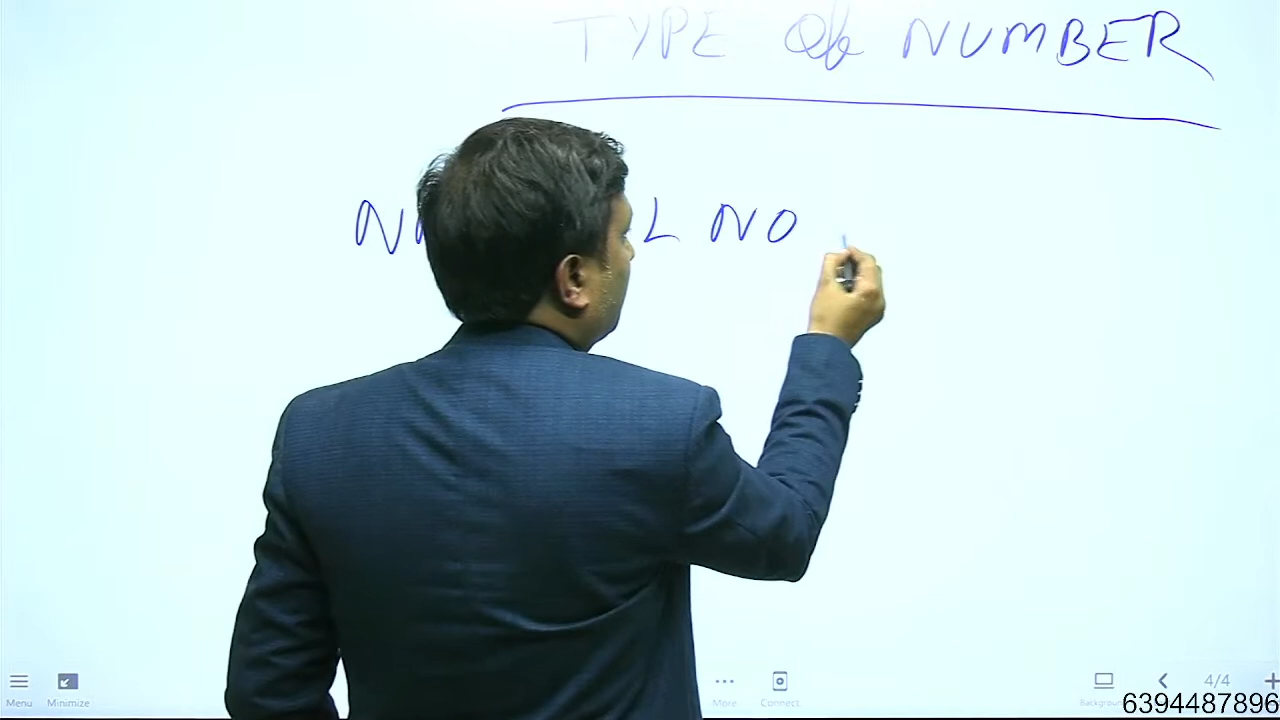 TYPE Of NUMBER
L NO
Menu
Minimize
More
Connect
4/4
6394487896